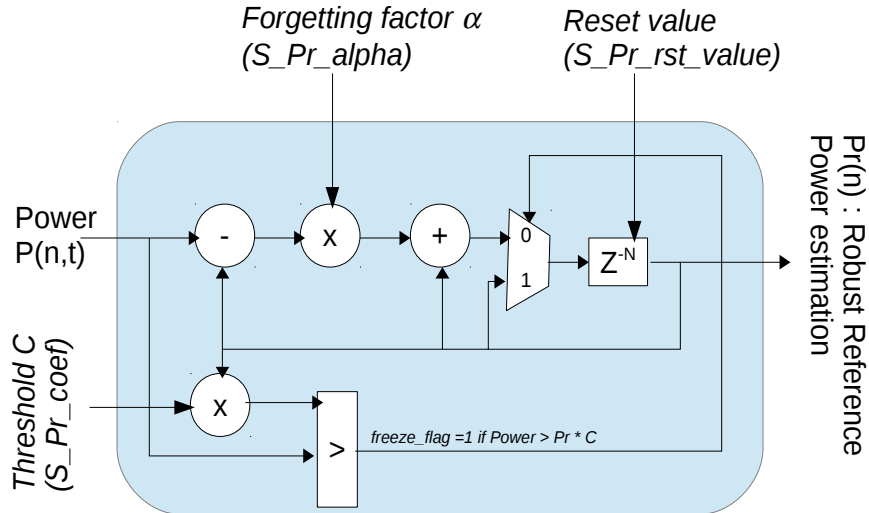 Forgetting factor α
(S_Pr_alpha)
Reset value
(S_Pr_rst_value)
Power
P(n,t)
-
x
+
0
1
Z-N
Pr(n) : Robust Reference
Power estimation
Threshold C
(S_Pr_coef)
x
>
freeze_flag =1 if Power > Pr * C